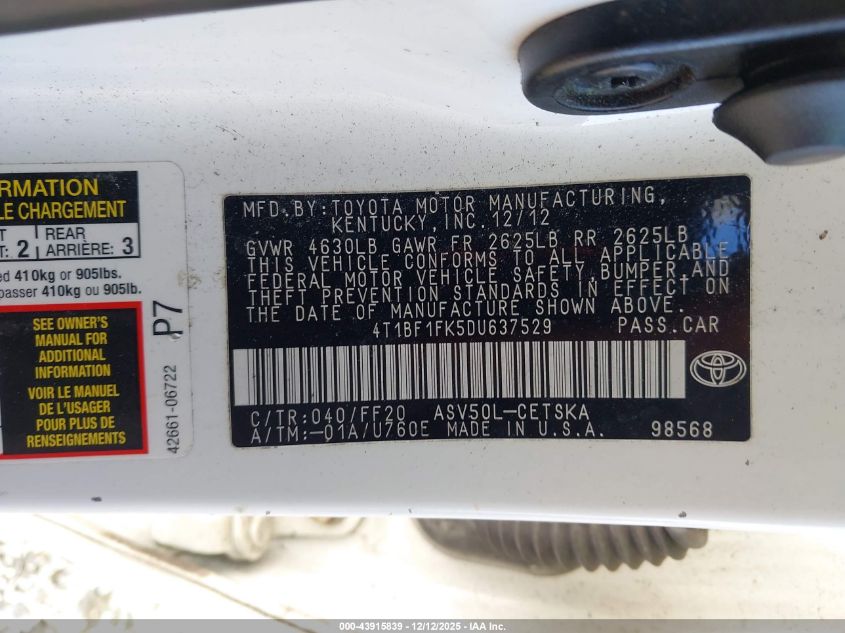 RMATION
LE CHARGEMENT
T: 2 REAR ARRIÈRE: 3
ed 410kg or 905lbs.
passer 410kg ou 905lb.
SEE OWNER'S
MANUAL FOR
ADDITIONAL
INFORMATION
VOIR LE MANUEL
DE L'USAGER
POUR PLUS DE
RENSEIGNEMENTS
P7
42661-06722
MFD.BY:TOYOTA MOTOR MANUFACTURING,
KENTUCKY,INC.12/12
GVWR 4630LB GAWR FR 2625LB RR 2625LB
THIS VEHICLE CONFORMS TO ALL APPLICABLE
FEDERAL MOTOR VEHICLE SAFETY,BUMPER,AND
THEFT PREVENTION STANDARDS IN EFFECT ON
THE DATE OF MANUFACTURE SHOWN ABOVE.
4T1BF1FK5DU637529 PASS.CAR
C/TR:040/FF20 ASV50L-CETSKA
A/TM:-01A/U760E MADE IN U.S.A. 98568
000-43915839 - 12/12/2025 - IAA Inc.